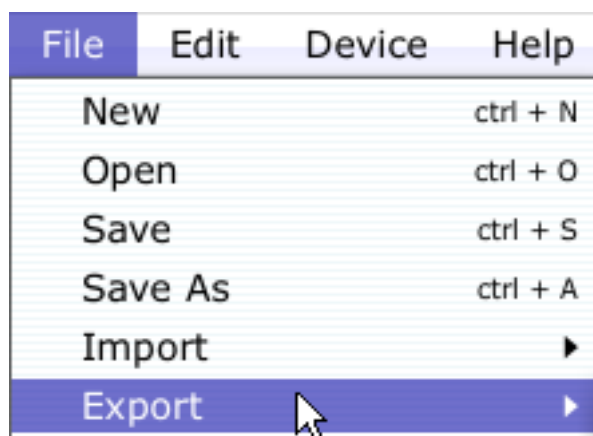 File Edit Device Help
New ctrl + N
Open ctrl + O
Save ctrl + S
Save As ctrl + A
Import
Export